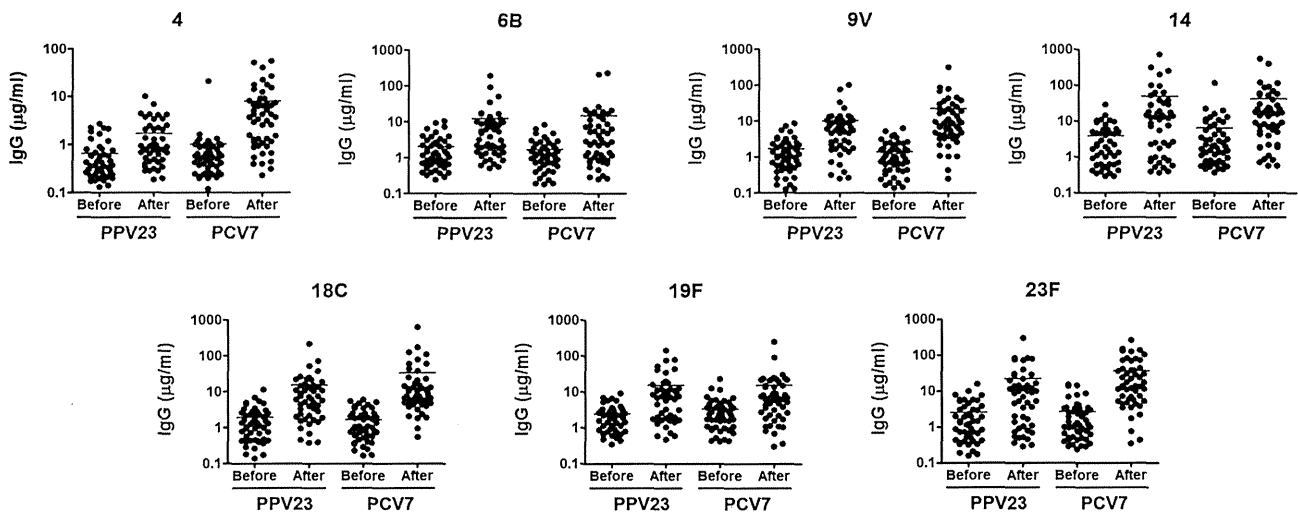 4
6B
9V
14
IgG (µg/ml)
100
10
1
0.1
Before After Before After
PPV23 PCV7
IgG (µg/ml)
1000
100
10
1
0.1
Before After Before After
PPV23 PCV7
IgG (µg/ml)
1000
100
10
1
0.1
Before After Before After
PPV23 PCV7
IgG (µg/ml)
1000
100
10
1
0.1
Before After Before After
PPV23 PCV7
18C
19F
23F
IgG (µg/ml)
1000
100
10
1
0.1
Before After Before After
PPV23 PCV7
IgG (µg/ml)
1000
100
10
1
0.1
Before After Before After
PPV23 PCV7
IgG (µg/ml)
1000
100
10
1
0.1
Before After Before After
PPV23 PCV7